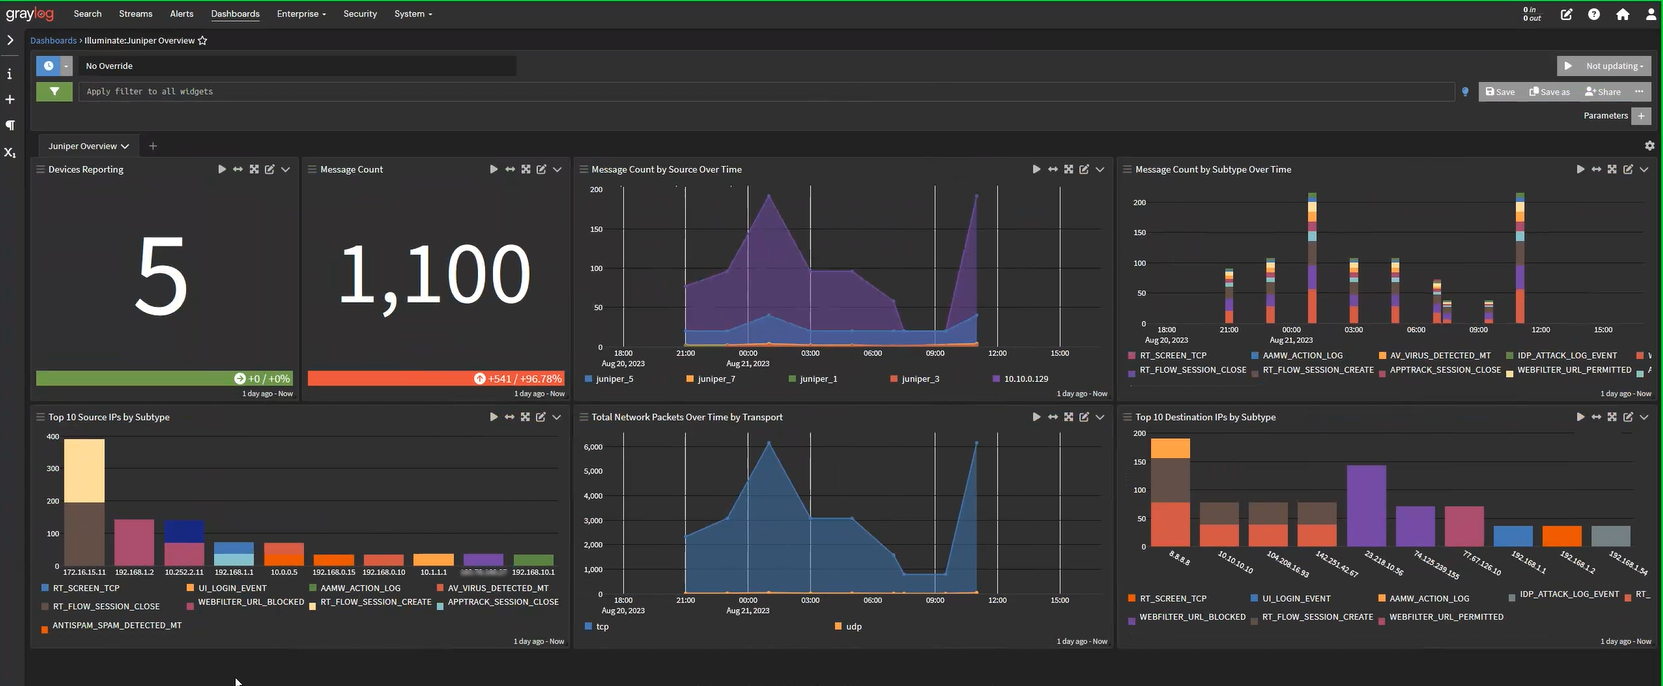 graylog Search Streams Alerts Dashboards Enterprise Security System 0 in
0 out
Dashboards › Illuminate:Juniper Overview
No Override Not updating
Apply filter to all widgets Save Save as Share
Parameters +
Juniper Overview +
Devices Reporting
5
+0 / +0%
1 day ago - Now
Message Count
1,100
+541 / +96.78%
1 day ago - Now
Message Count by Source Over Time
200
150
100
50
0
18:00 21:00 00:00 03:00 06:00 09:00 12:00 15:00
Aug 20, 2023 Aug 21, 2023
juniper_5 juniper_7 juniper_1 juniper_3 10.10.0.129
1 day ago - Now
Message Count by Subtype Over Time
200
150
100
50
0
18:00 21:00 00:00 03:00 06:00 09:00 12:00 15:00
Aug 20, 2023 Aug 21, 2023
RT_SCREEN_TCP AAMW_ACTION_LOG AV_VIRUS_DETECTED_MT IDP_ATTACK_LOG_EVENT
RT_FLOW_SESSION_CLOSE RT_FLOW_SESSION_CREATE APPTRACK_SESSION_CLOSE WEBFILTER_URL_PERMITTED
1 day ago - Now
Top 10 Source IPs by Subtype
400
300
200
100
0
172.16.15.11 192.168.1.2 10.252.2.11 192.168.1.1 10.0.0.5 192.168.0.15 192.168.0.10 10.1.1.1 192.168.10.1
RT_SCREEN_TCP UI_LOGIN_EVENT AAMW_ACTION_LOG AV_VIRUS_DETECTED_MT
RT_FLOW_SESSION_CLOSE WEBFILTER_URL_BLOCKED RT_FLOW_SESSION_CREATE APPTRACK_SESSION_CLOSE
ANTISPAM_SPAM_DETECTED_MT
1 day ago - Now
Total Network Packets Over Time by Transport
6,000
5,000
4,000
3,000
2,000
1,000
0
18:00 21:00 00:00 03:00 06:00 09:00 12:00 15:00
Aug 20, 2023 Aug 21, 2023
tcp udp
1 day ago - Now
Top 10 Destination IPs by Subtype
200
150
100
50
0
8.8.8.8 10.10.10.10 104.208.16.93 142.251.42.67 23.218.10.56 74.125.239.155 77.67.126.10 192.168.1.1 192.168.1.2 192.168.1.54
RT_SCREEN_TCP UI_LOGIN_EVENT AAMW_ACTION_LOG IDP_ATTACK_LOG_EVENT RT_
WEBFILTER_URL_BLOCKED RT_FLOW_SESSION_CREATE WEBFILTER_URL_PERMITTED
1 day ago - Now